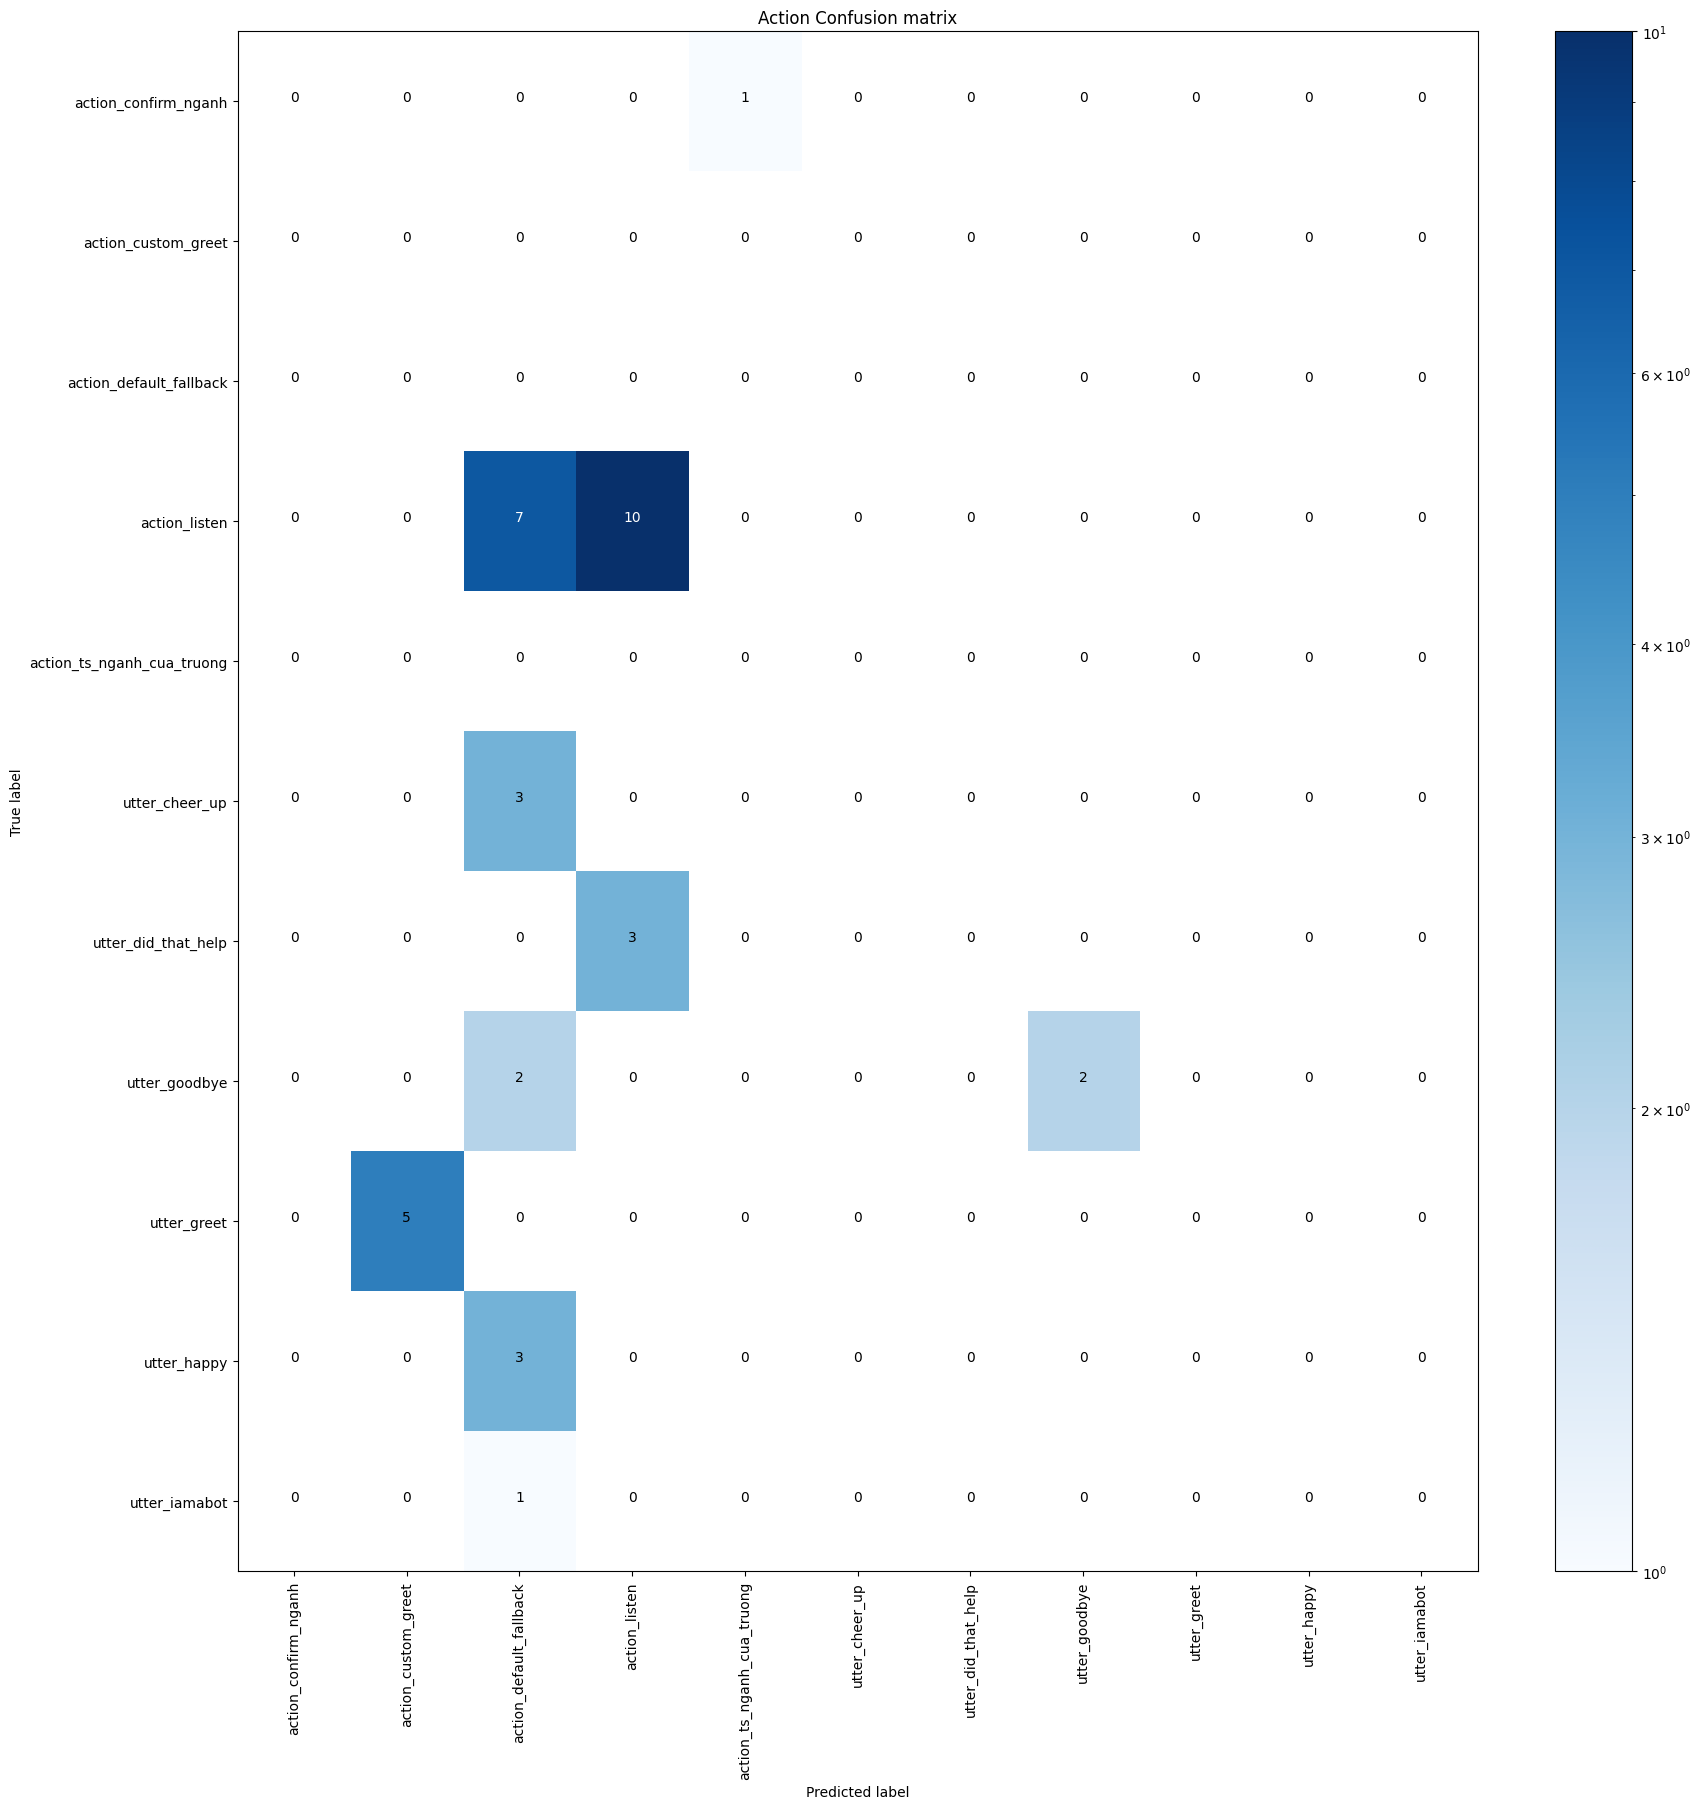 Action Confusion matrix
True label
action_confirm_nganh 0 0 0 0 1 0 0 0 0 0 0
action_custom_greet 0 0 0 0 0 0 0 0 0 0 0
action_default_fallback 0 0 0 0 0 0 0 0 0 0 0
action_listen 0 0 7 10 0 0 0 0 0 0 0
action_ts_nganh_cua_truong 0 0 0 0 0 0 0 0 0 0 0
utter_cheer_up 0 0 3 0 0 0 0 0 0 0 0
utter_did_that_help 0 0 0 3 0 0 0 0 0 0 0
utter_goodbye 0 0 2 0 0 0 0 2 0 0 0
utter_greet 0 5 0 0 0 0 0 0 0 0 0
utter_happy 0 0 3 0 0 0 0 0 0 0 0
utter_iamabot 0 0 1 0 0 0 0 0 0 0 0
action_confirm_nganh
action_custom_greet
action_default_fallback
action_listen
action_ts_nganh_cua_truong
utter_cheer_up
utter_did_that_help
utter_goodbye
utter_greet
utter_happy
utter_iamabot
Predicted label
10¹
6 × 10⁰
4 × 10⁰
3 × 10⁰
2 × 10⁰
10⁰